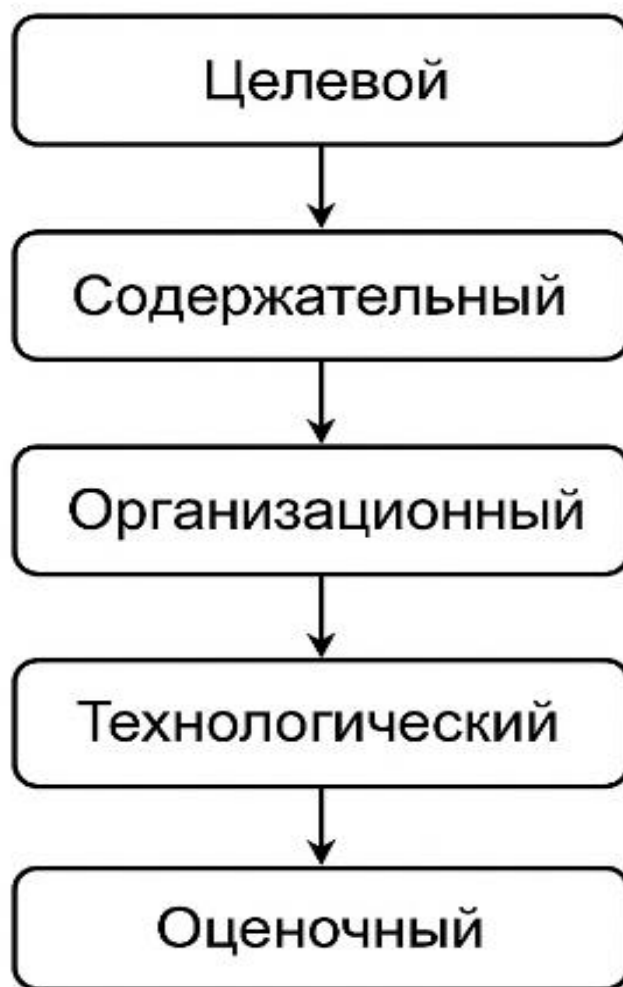 Целевой
Содержательный
Организационный
Технологический
Оценочный